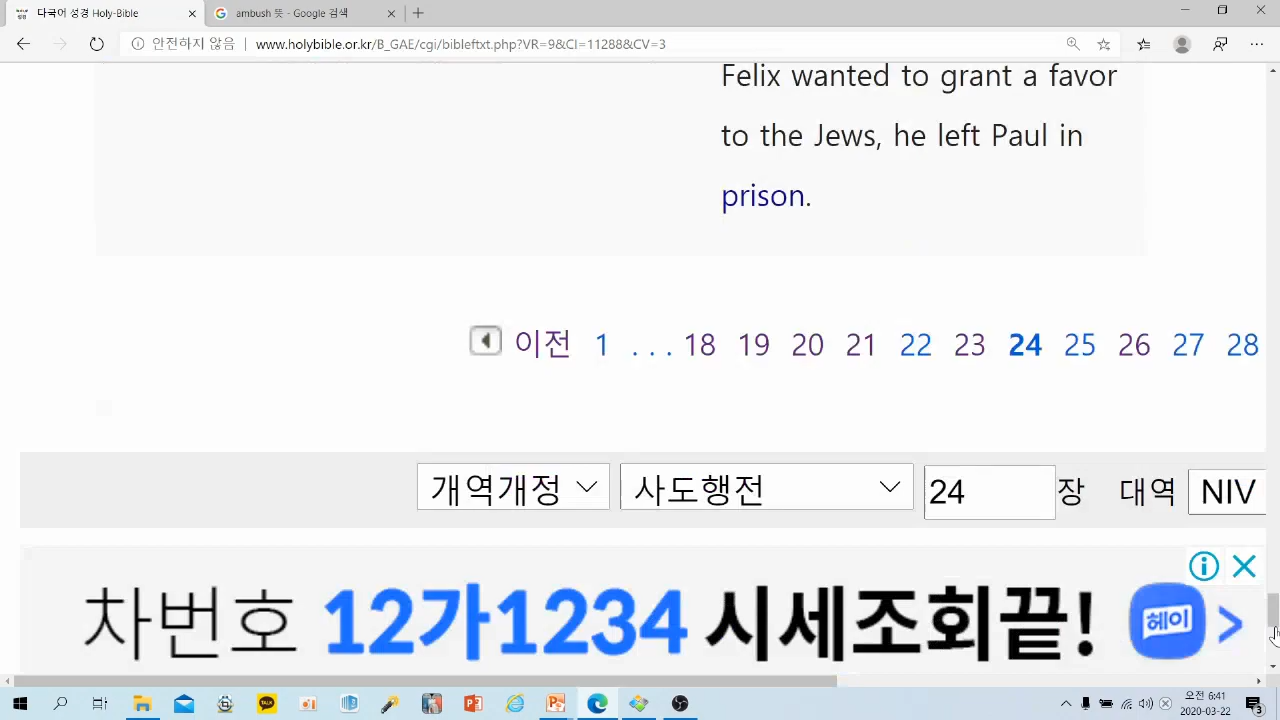 다국어 성경 Holy-Bible
ambush 뜻 - Google 검색
안전하지 않음 www.holybible.or.kr/B_GAE/cgi/bibleftxt.php?VR=9&CI=11288&CV=3
Felix wanted to grant a favor
to the Jews, he left Paul in
prison.
이전 1 . . . 18 19 20 21 22 23 24 25 26 27 28
개역개정 사도행전 24 장 대역 NIV
차번호 12가1234 시세조회끝! 헤이
오전 6:41
2020-03-22